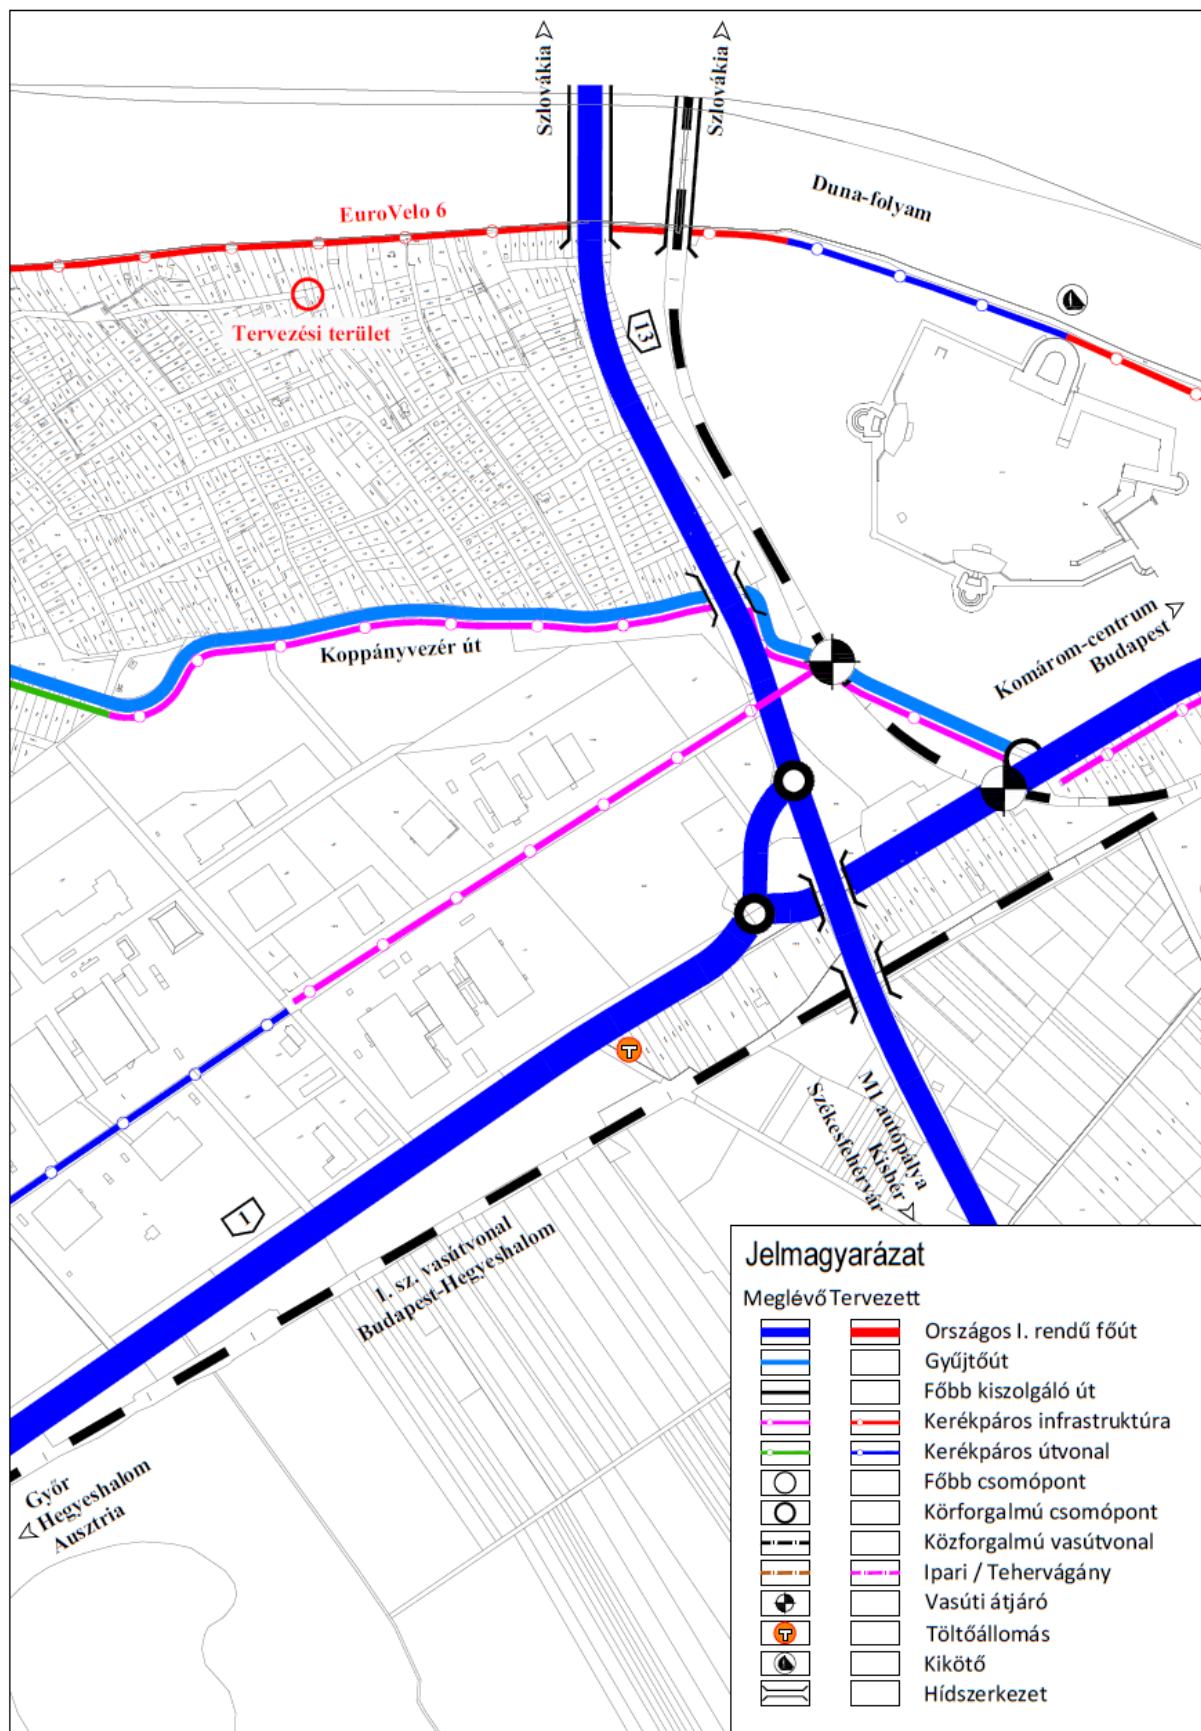 Szlovákia
Szlovákia
Duna-folyam
EuroVelo 6
Tervezési terület
13
Koppányvezér út
Komárom-centrum
Budapest
M1 autópálya
Kisbér
Székesfehérvár
1
1. sz. vasútvonal
Budapest-Hegyeshalom
Győr
Hegyeshalom
Ausztria
Jelmagyarázat
Meglévő Tervezett
Országos I. rendű főút
Gyűjtőút
Főbb kiszolgáló út
Kerékpáros infrastruktúra
Kerékpáros útvonal
Főbb csomópont
Körforgalmú csomópont
Közforgalmú vasútvonal
Ipari / Tehervágány
Vasúti átjáró
Töltőállomás
Kikötő
Hídszerkezet